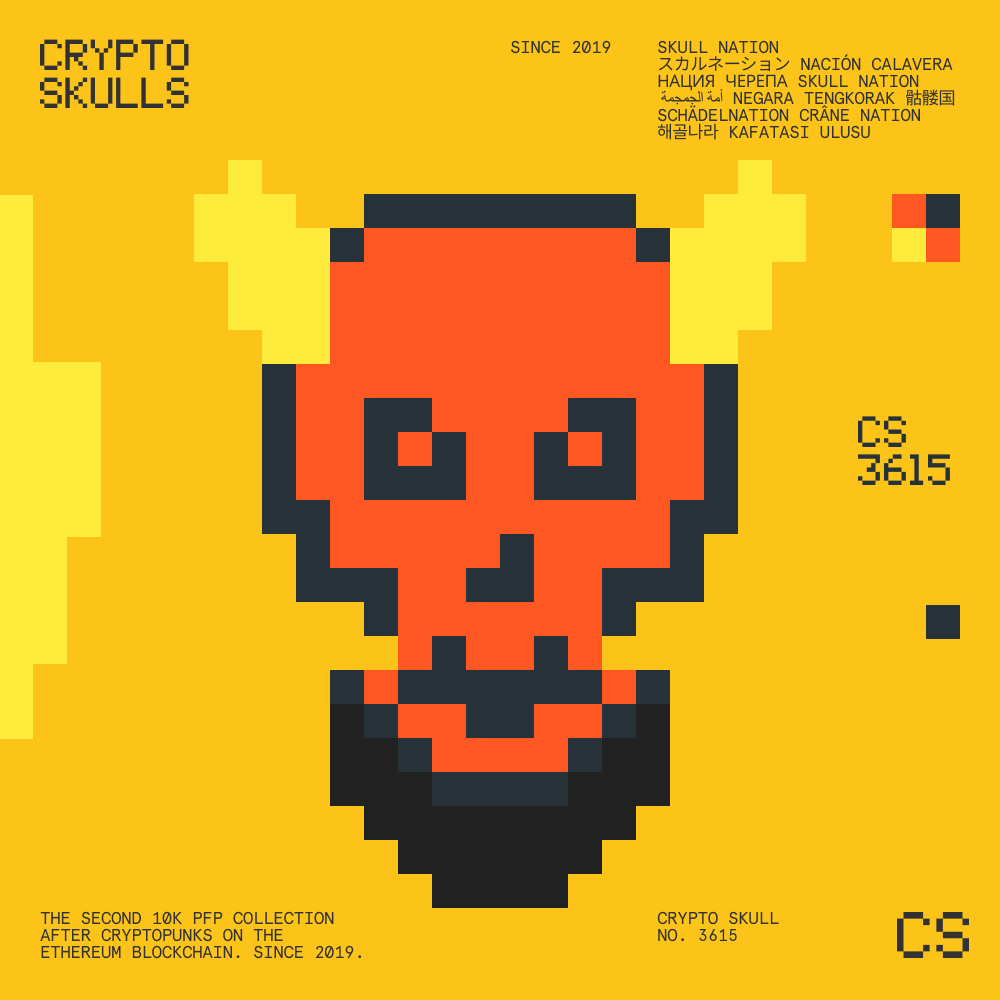 CRYPTO
SKULLS
SINCE 2019
SKULL NATION
スカルネーション NACIÓN CALAVERA
НАЦИЯ ЧЕРЕПА SKULL NATION
أمة الجمجمة NEGARA TENGKORAK 骷髅国
SCHÄDELNATION CRÂNE NATION
해골나라 KAFATASI ULUSU
CS
3615
THE SECOND 10K PFP COLLECTION
AFTER CRYPTOPUNKS ON THE
ETHEREUM BLOCKCHAIN. SINCE 2019.
CRYPTO SKULL
NO. 3615
CS